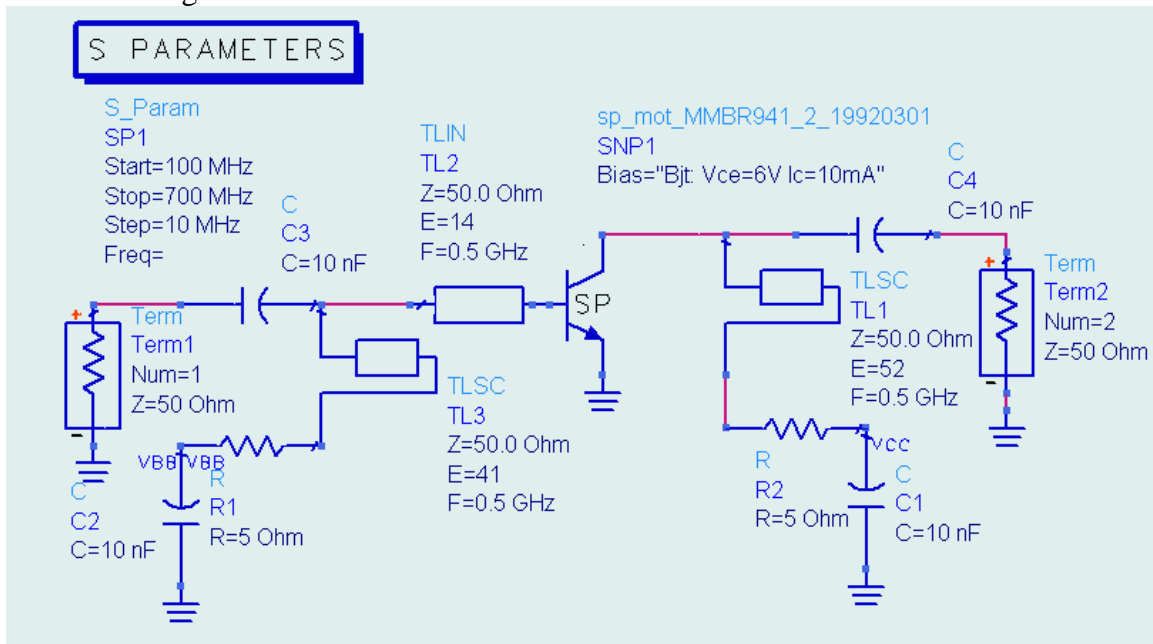 S PARAMETERS
S_Param
SP1
Start=100 MHz
Stop=700 MHz
Step=10 MHz
Freq=
C
C3
C=10 nF
TLIN
TL2
Z=50.0 Ohm
E=14
F=0.5 GHz
sp_mot_MMBR941_2_19920301
SNP1
Bias="Bjt: Vce=6V Ic=10mA"
C
C4
C=10 nF
SP
+
Term
Term1
Num=1
Z=50 Ohm
-
TLSC
TL3
Z=50.0 Ohm
E=41
F=0.5 GHz
TLSC
TL1
Z=50.0 Ohm
E=52
F=0.5 GHz
+
Term
Term2
Num=2
Z=50 Ohm
-
VBB VBB
C
C2
C=10 nF
R
R1
R=5 Ohm
R
R2
R=5 Ohm
VCC
C
C1
C=10 nF